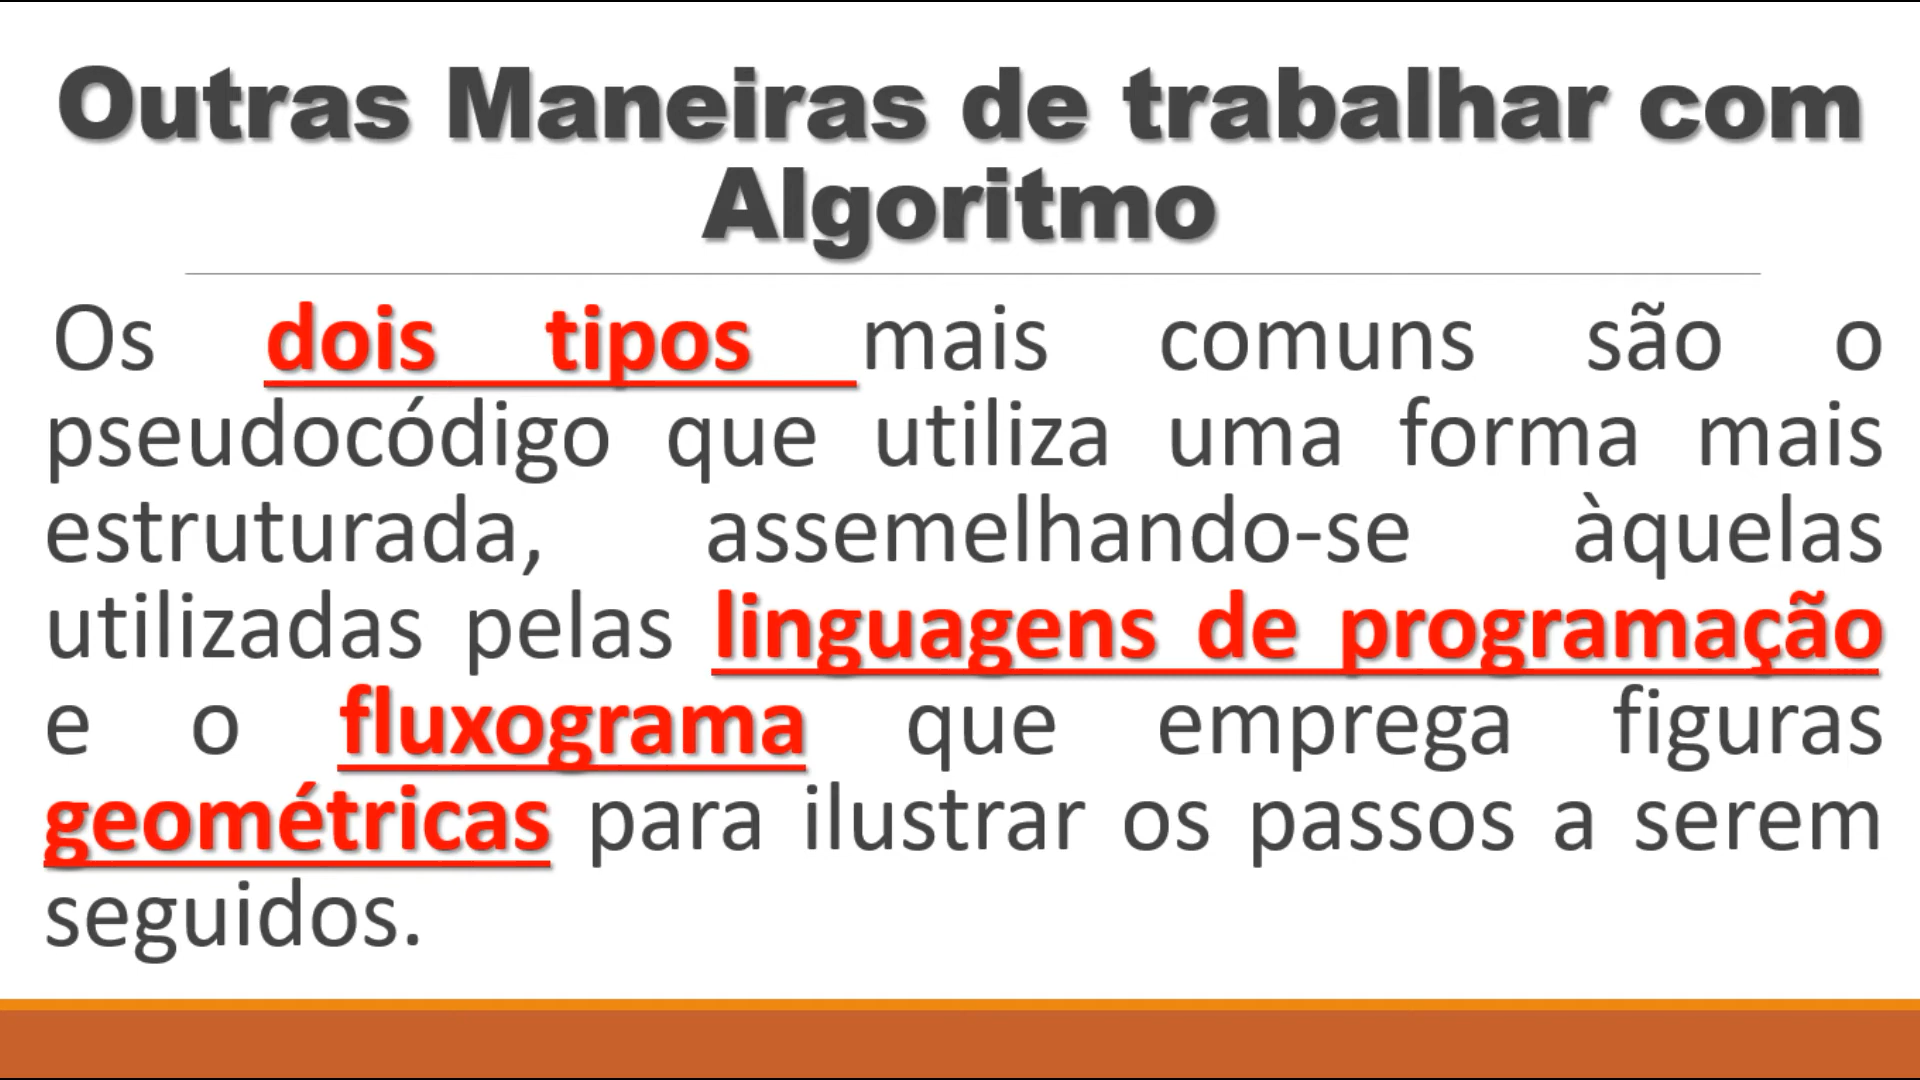 Outras Maneiras de trabalhar com
Algoritmo
Os dois tipos mais comuns são o
pseudocódigo que utiliza uma forma mais
estruturada, assemelhando-se àquelas
utilizadas pelas linguagens de programação
e o fluxograma que emprega figuras
geométricas para ilustrar os passos a serem
seguidos.